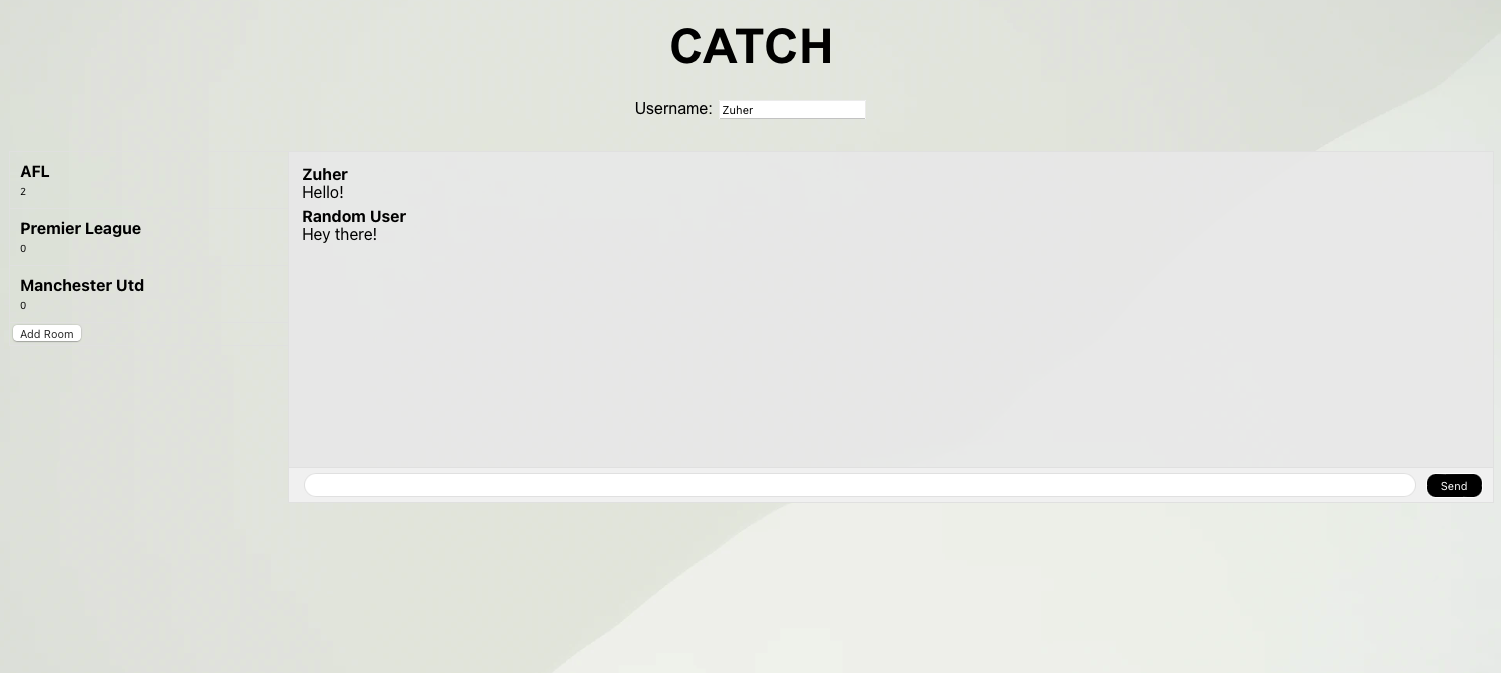 CATCH
Username: Zuher
AFL
2
Premier League
0
Manchester Utd
0
Add Room
Zuher
Hello!
Random User
Hey there!
Send